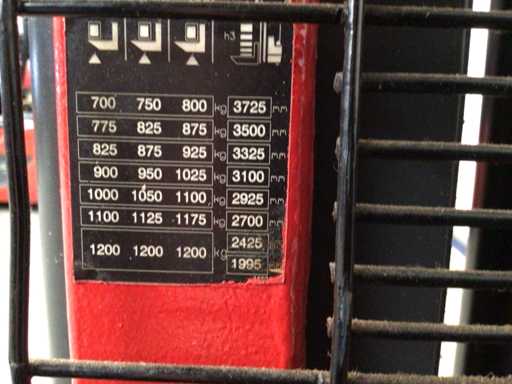 h3
700 750 800 kg 3725 mm
775 825 875 kg 3500 mm
825 875 925 kg 3325 mm
900 950 1025 kg 3100 mm
1000 1050 1100 kg 2925 mm
1100 1125 1175 kg 2700 mm
1200 1200 1200 kg 2425
1995